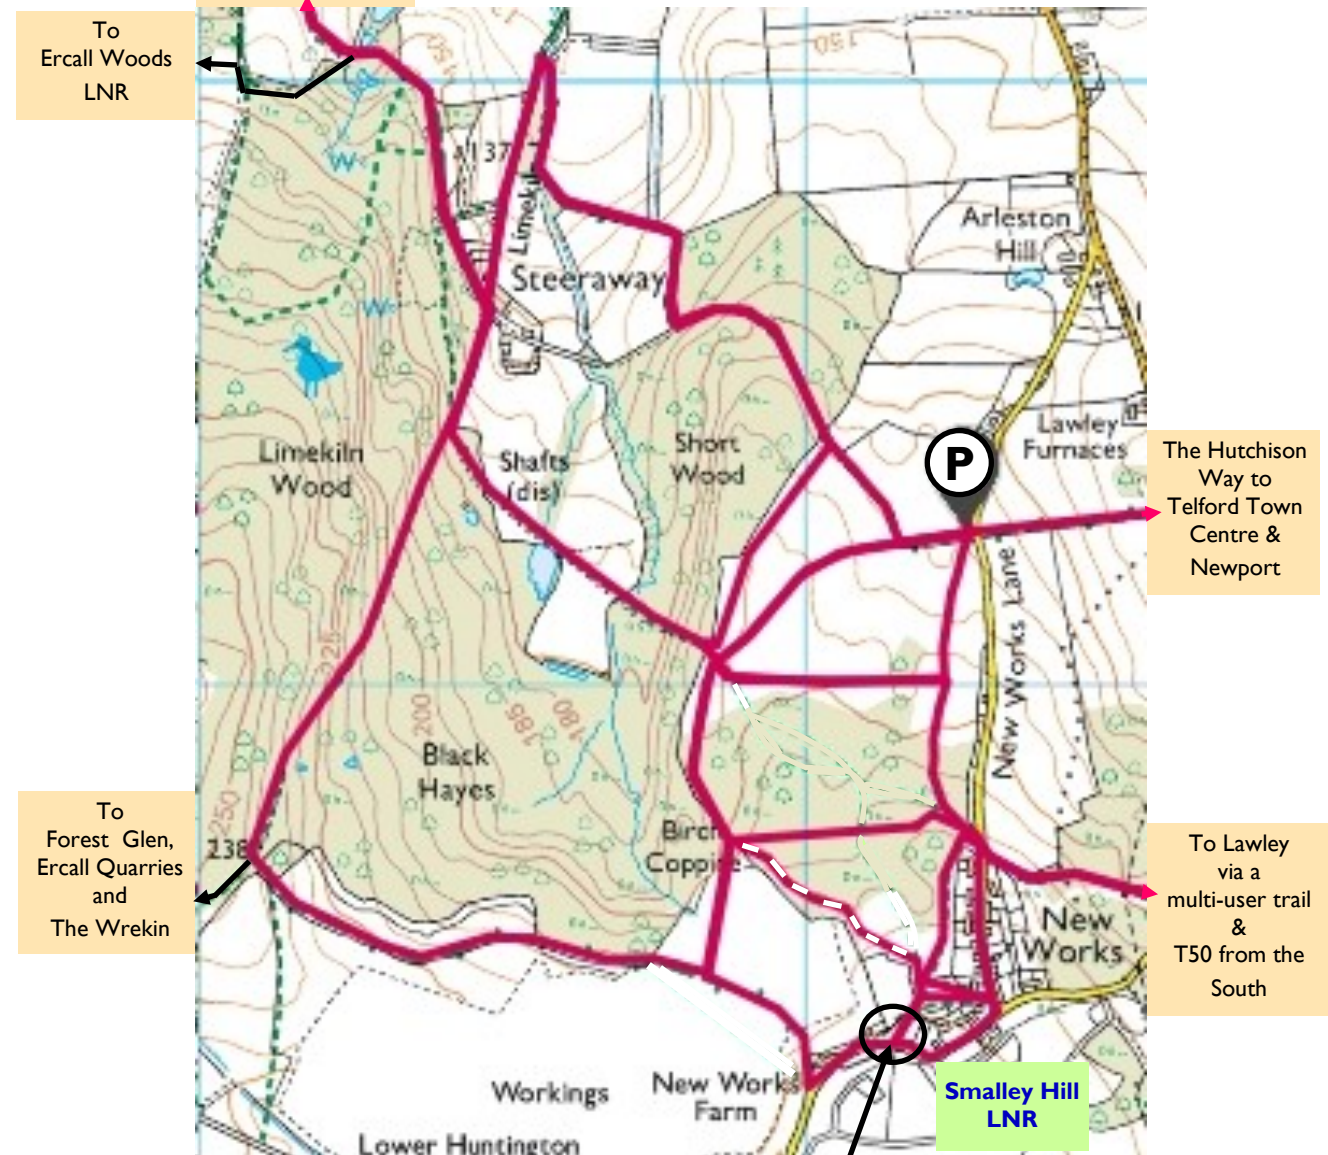 To
Ercall Woods
LNR
150
150
137
Limekiln
Arleston
Hill
Steeraway
W
W
Limekiln
Wood
Shafts
(dis)
Short
Wood
P
Lawley
Furnaces
The Hutchison
Way to
Telford Town
Centre &
Newport
New Works Lane
200
185
180
Black
Hayes
250
238
Birch
Coppice
To
Forest Glen,
Ercall Quarries
and
The Wrekin
To Lawley
via a
multi-user trail
&
T50 from the
South
New
Works
Workings
New Works
Farm
Smalley Hill
LNR
Lower Huntington